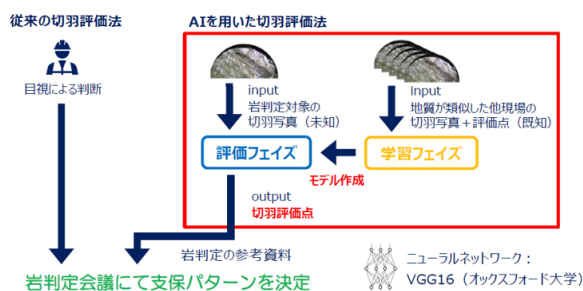 従来の切羽評価法
目視による判断
AIを用いた切羽評価法
input
岩判定対象の
切羽写真（未知）
input
地質が類似した他現場の
切羽写真＋評価点（既知）
評価フェイズ
学習フェイズ
モデル作成
output
切羽評価点
岩判定の参考資料
岩判定会議にて支保パターンを決定
ニューラルネットワーク：
VGG16（オックスフォード大学）